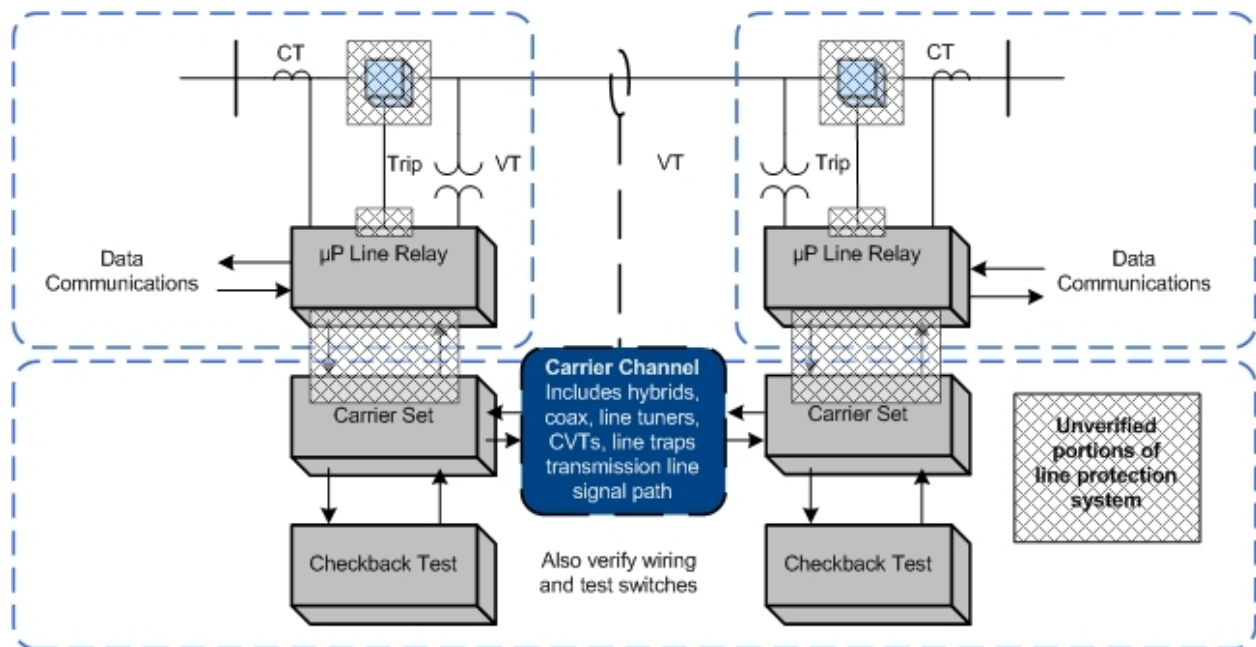 CT
CT
Trip
VT
VT
Trip
µP Line Relay
µP Line Relay
Data
Communications
Data
Communications
Carrier Channel
Includes hybrids,
coax, line tuners,
CVTs, line traps
transmission line
signal path
Carrier Set
Carrier Set
Unverified
portions of
line protection
system
Checkback Test
Also verify wiring
and test switches
Checkback Test